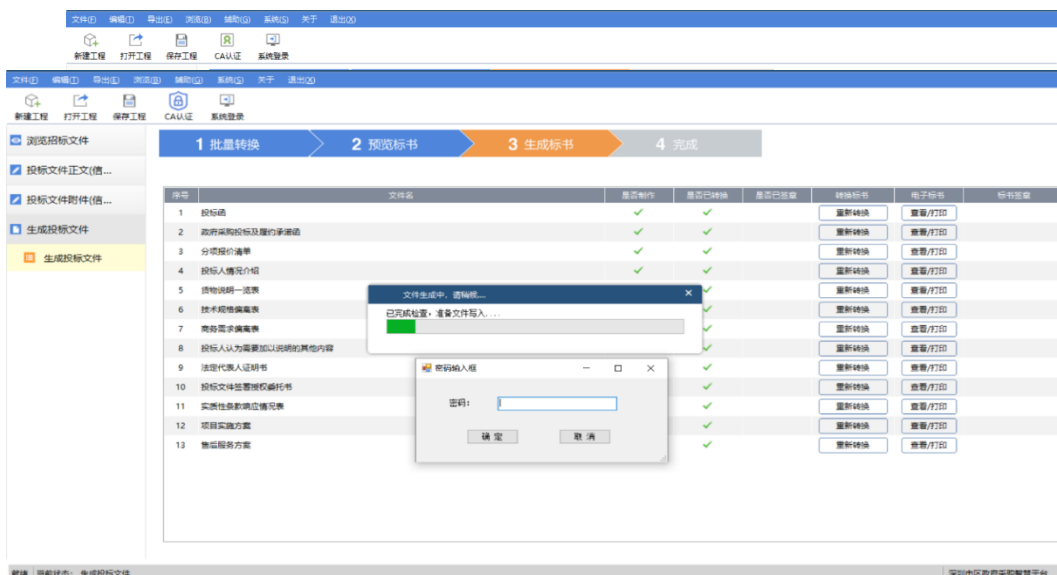 文件(F) 编辑(T) 导出(E) 浏览(B) 辅助(G) 系统(S) 关于 退出(X)
新建工程 打开工程 保存工程 CA认证 系统登录
文件(F) 编辑(T) 导出(E) 浏览(B) 辅助(G) 系统(S) 关于 退出(X)
新建工程 打开工程 保存工程 CA认证 系统登录
浏览招标文件
投标文件正文(信...
投标文件附件(信...
生成投标文件
生成投标文件
1 批量转换 2 预览标书 3 生成标书 4 完成
序号 文件名 是否制作 是否已转换 是否已签章 转换标书 电子标书 标书签章
1 投标函 重新转换 查看/打印
2 政府采购投标及履约承诺函 重新转换 查看/打印
3 分项报价清单 重新转换 查看/打印
4 投标人情况介绍 重新转换 查看/打印
5 货物说明一览表 重新转换 查看/打印
6 技术规格偏离表 重新转换 查看/打印
7 商务需求偏离表 重新转换 查看/打印
8 投标人认为需要加以说明的其他内容 重新转换 查看/打印
9 法定代表人证明书 重新转换 查看/打印
10 投标文件签署授权委托书 重新转换 查看/打印
11 实质性条款响应情况表 重新转换 查看/打印
12 项目实施方案 重新转换 查看/打印
13 售后服务方案 重新转换 查看/打印
文件生成中，请稍候....
已完成检查，准备文件写入....
密码输入框
密码：
确 定 取 消
就绪 当前状态： 生成投标文件 深圳市区政府采购智慧平台